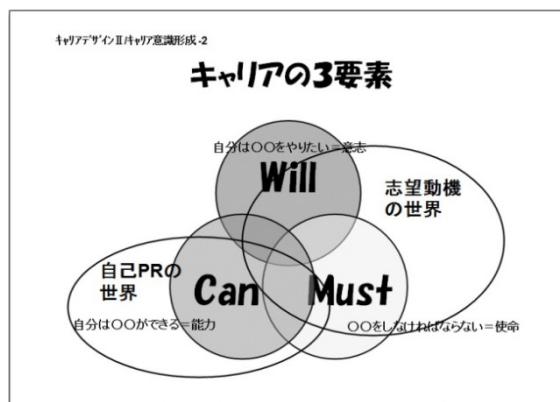 キャリアデザインⅡ/キャリア意識形成-2
キャリアの3要素
自分は〇〇をやりたい＝意志
Will
志望動機
の世界
自己PRの
世界
Can
Must
自分は〇〇ができる＝能力
〇〇をしなければならない＝使命